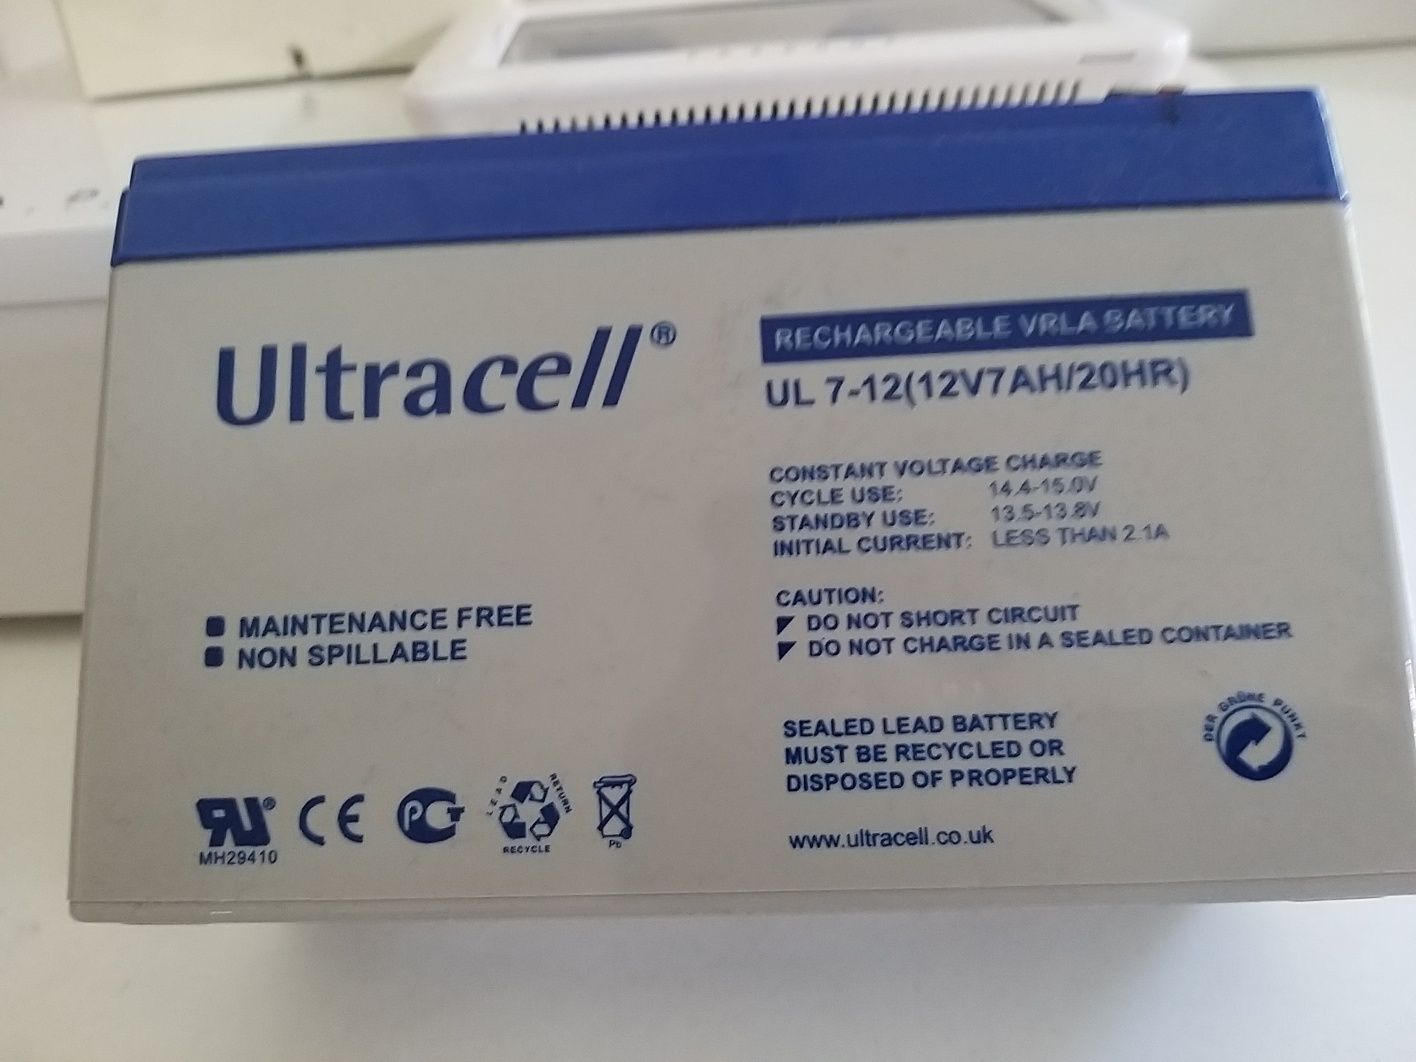 Ultracell®
RECHARGEABLE VRLA BATTERY
UL 7-12(12V7AH/20HR)
CONSTANT VOLTAGE CHARGE
CYCLE USE: 14.4-15.0V
STANDBY USE: 13.5-13.8V
INITIAL CURRENT: LESS THAN 2.1A
MAINTENANCE FREE
NON SPILLABLE
CAUTION:
DO NOT SHORT CIRCUIT
DO NOT CHARGE IN A SEALED CONTAINER
SEALED LEAD BATTERY
MUST BE RECYCLED OR
DISPOSED OF PROPERLY
DER GRÜNE PUNKT
www.ultracell.co.uk
RU®
MH29410
CE
PCT
LEAD RETURN
RECYCLE
Pb